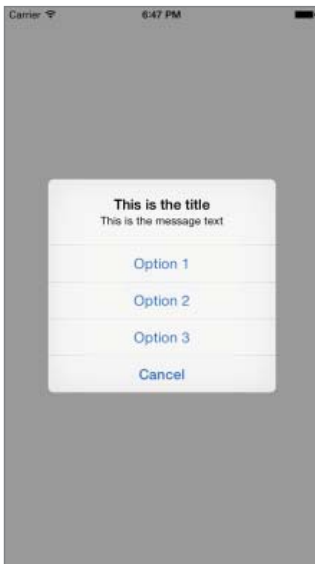 Carrier 6:47 PM
This is the title
This is the message text
Option 1
Option 2
Option 3
Cancel